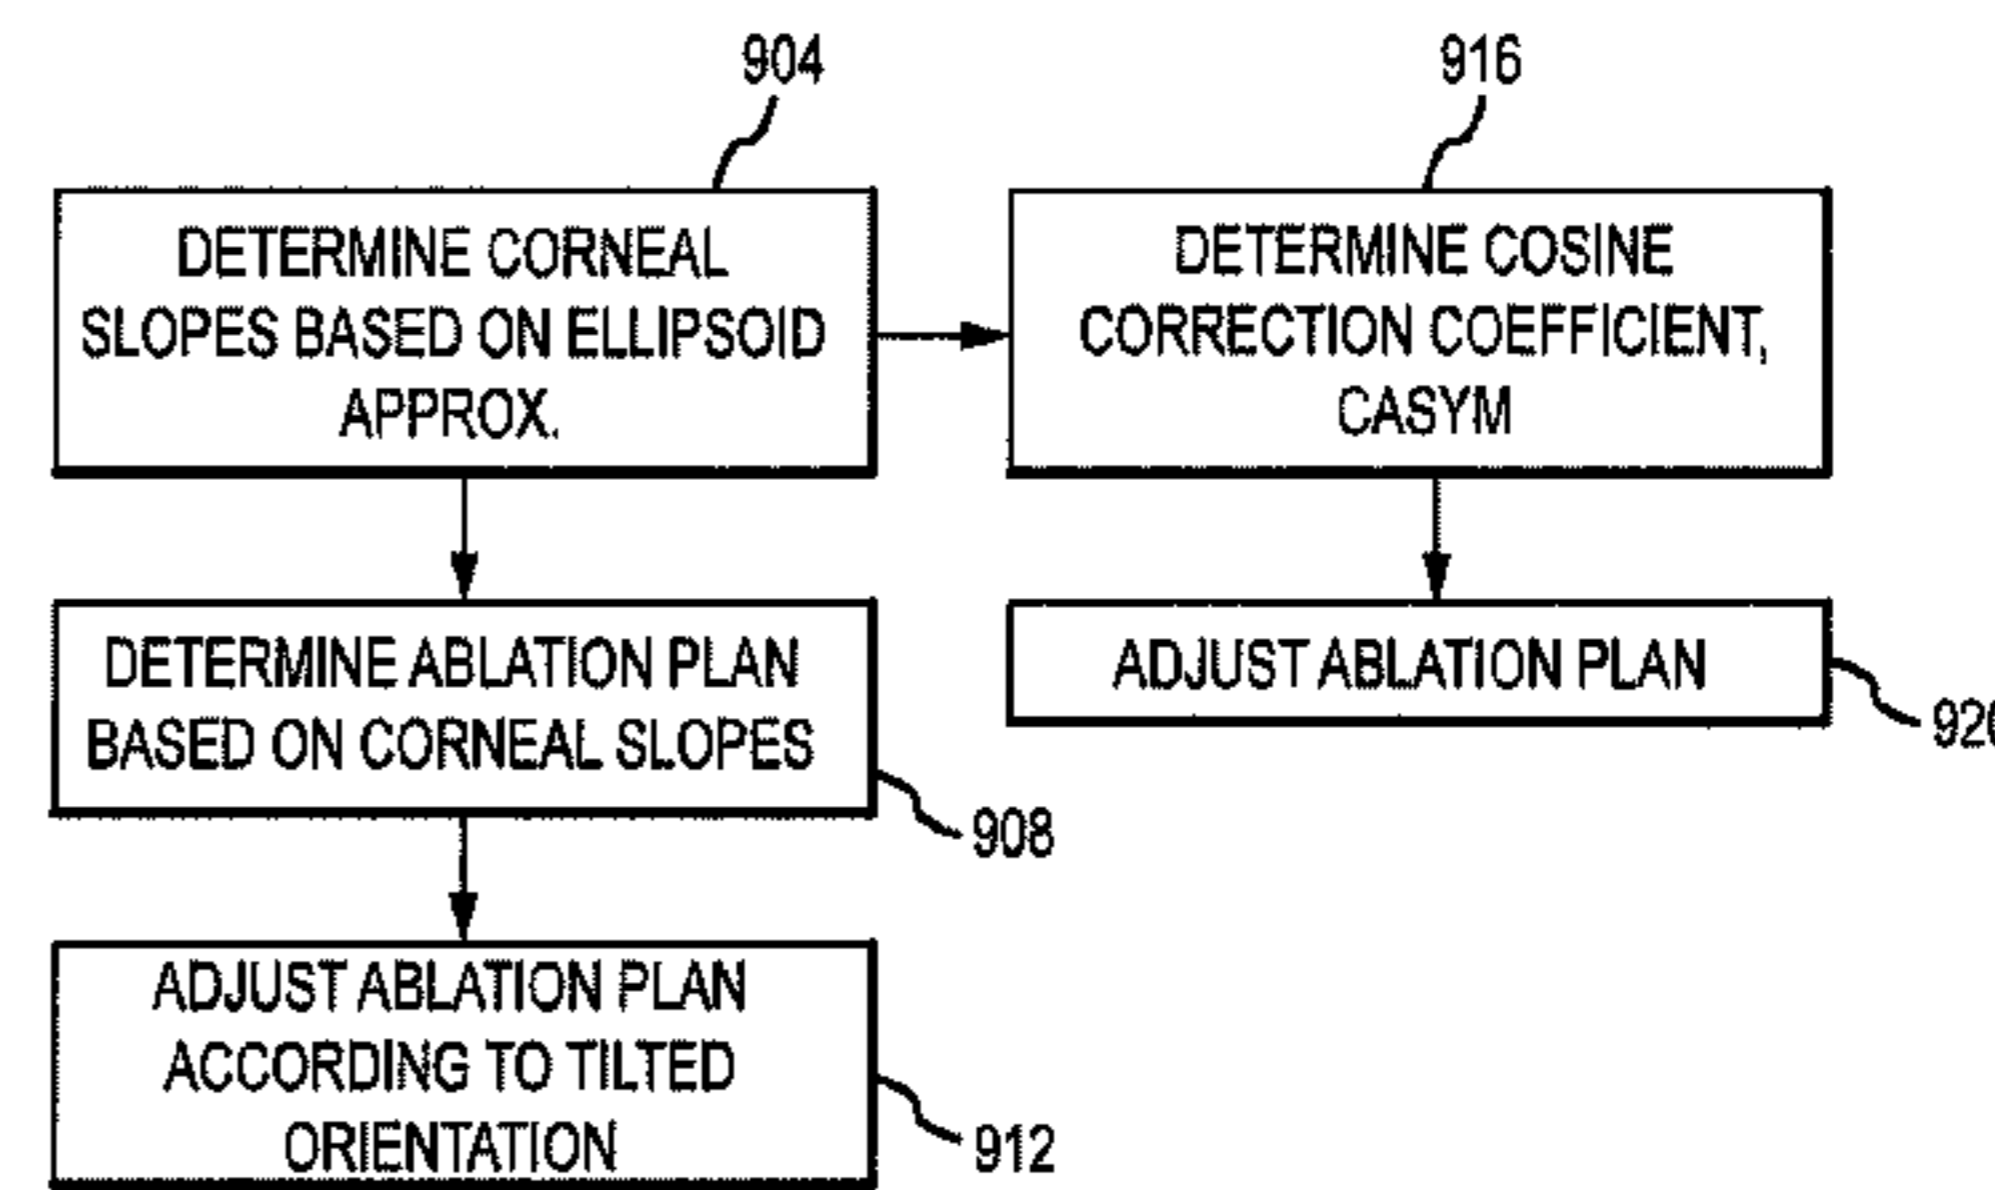 904
916
DETERMINE CORNEAL
SLOPES BASED ON ELLIPSOID
APPROX.
DETERMINE COSINE
CORRECTION COEFFICIENT,
CASYM
DETERMINE ABLATION PLAN
BASED ON CORNEAL SLOPES
908
ADJUST ABLATION PLAN
920
ADJUST ABLATION PLAN
ACCORDING TO TILTED
ORIENTATION
912